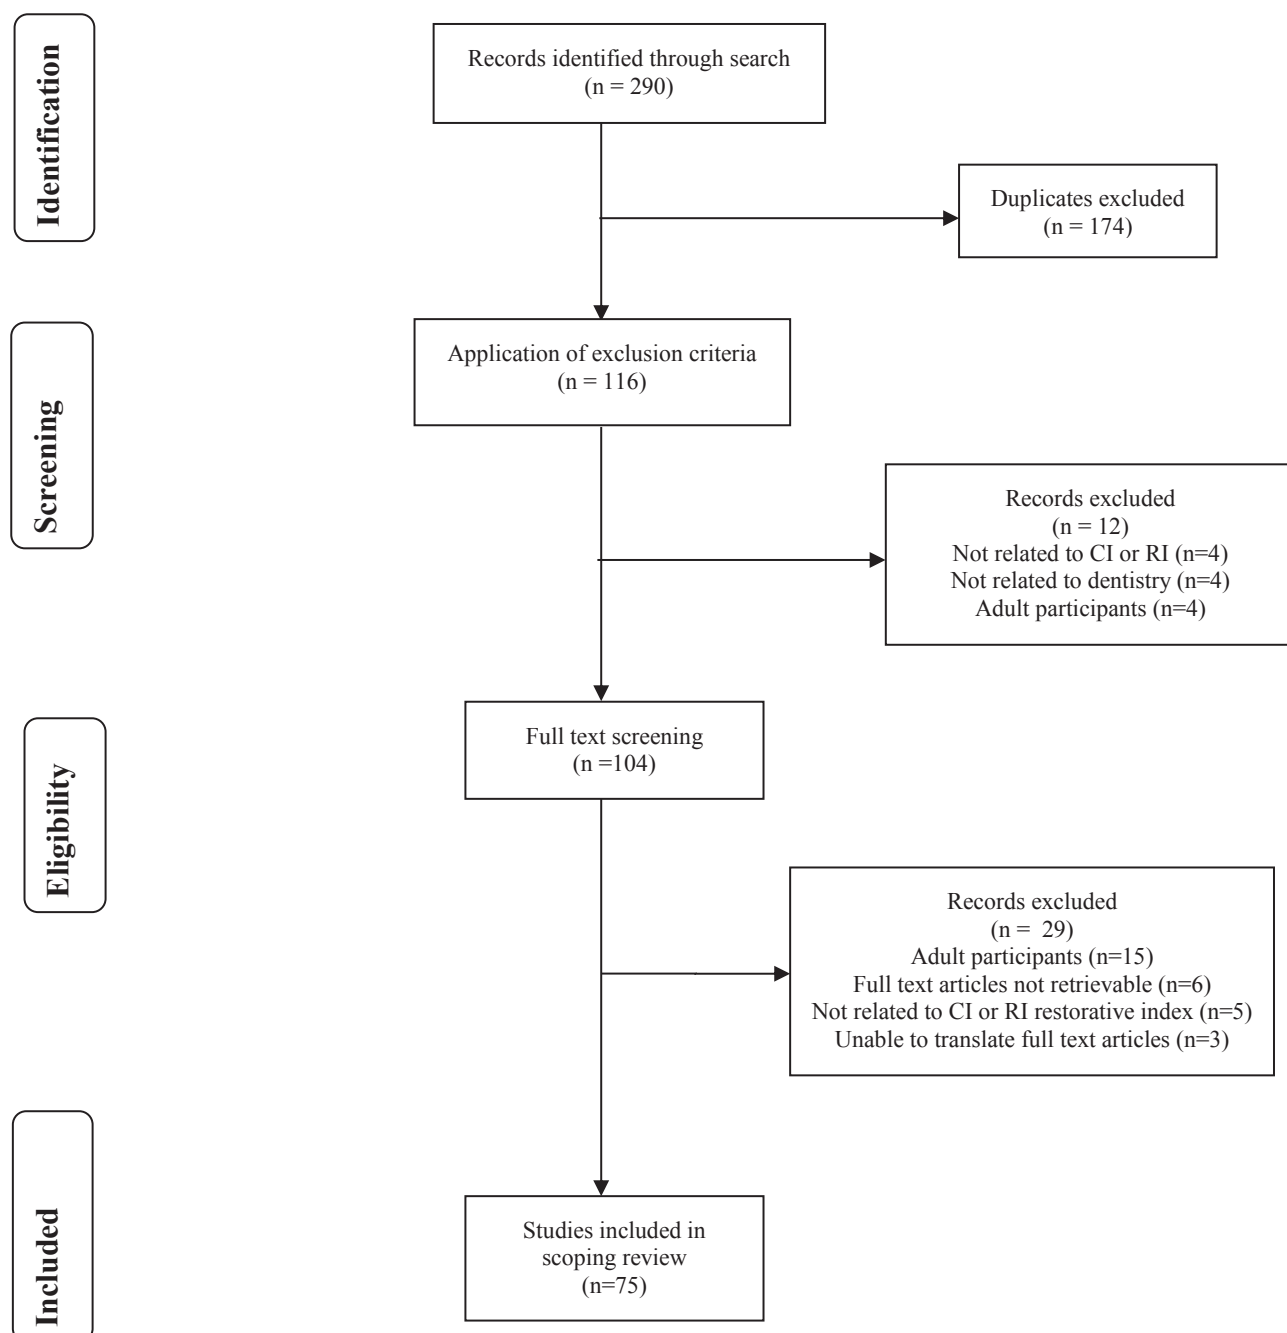 Identification
Records identified through search
(n = 290)
Duplicates excluded
(n = 174)
Screening
Application of exclusion criteria
(n = 116)
Records excluded
(n = 12)
Not related to CI or RI (n=4)
Not related to dentistry (n=4)
Adult participants (n=4)
Eligibility
Full text screening
(n =104)
Records excluded
(n =  29)
Adult participants (n=15)
Full text articles not retrievable (n=6)
Not related to CI or RI restorative index (n=5)
Unable to translate full text articles (n=3)
Included
Studies included in
scoping review
(n=75)